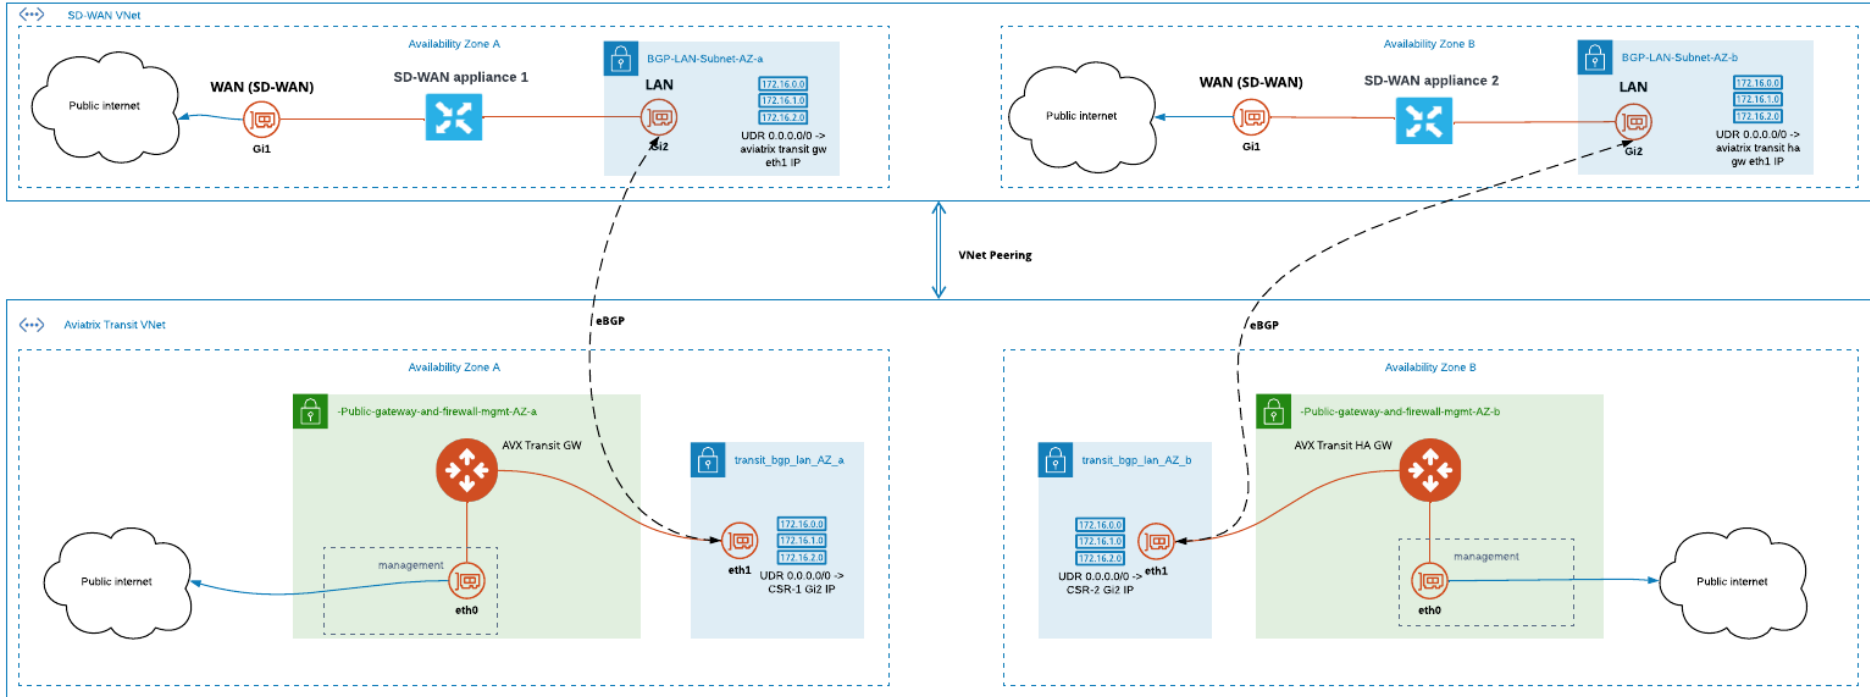 SD-WAN VNet
Availability Zone A
Public internet
WAN (SD-WAN)
Gi1
SD-WAN appliance 1
BGP-LAN-Subnet-AZ-a
LAN
Gi2
172.16.0.0
172.16.1.0
172.16.2.0
UDR 0.0.0.0/0 ->
aviatrix transit gw
eth1 IP
Availability Zone B
Public internet
WAN (SD-WAN)
Gi1
SD-WAN appliance 2
BGP-LAN-Subnet-AZ-b
LAN
Gi2
172.16.0.0
172.16.1.0
172.16.2.0
UDR 0.0.0.0/0 ->
aviatrix transit ha
gw eth1 IP
VNet Peering
eBGP
eBGP
Aviatrix Transit VNet
Availability Zone A
-Public-gateway-and-firewall-mgmt-AZ-a
AVX Transit GW
management
eth0
Public internet
transit_bgp_lan_AZ_a
eth1
172.16.0.0
172.16.1.0
172.16.2.0
UDR 0.0.0.0/0 ->
CSR-1 Gi2 IP
Availability Zone B
transit_bgp_lan_AZ_b
172.16.0.0
172.16.1.0
172.16.2.0
eth1
UDR 0.0.0.0/0 ->
CSR-2 Gi2 IP
-Public-gateway-and-firewall-mgmt-AZ-b
AVX Transit HA GW
management
eth0
Public internet